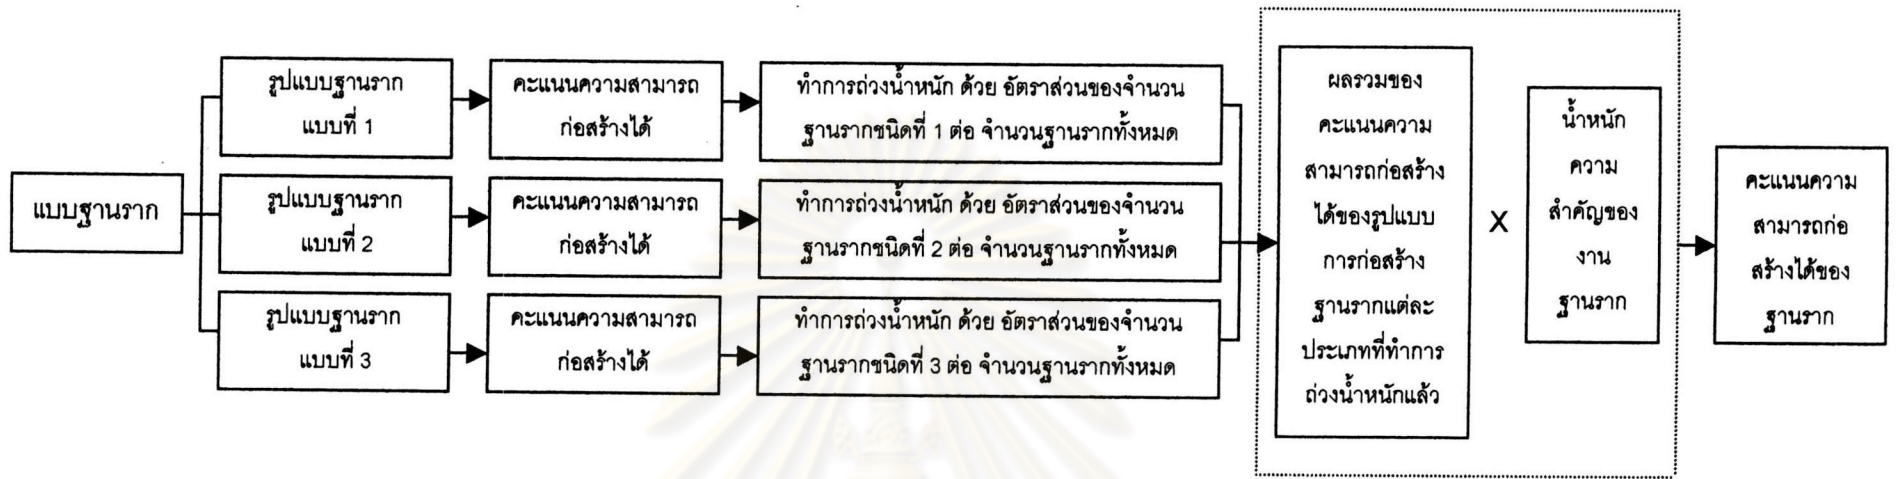 แบบฐานราก
รูปแบบฐานราก
แบบที่ 1
คะแนนความสามารถ
ก่อสร้างได้
ทำการถ่วงน้ำหนัก ด้วย อัตราส่วนของจำนวน
ฐานรากชนิดที่ 1 ต่อ จำนวนฐานรากทั้งหมด
รูปแบบฐานราก
แบบที่ 2
คะแนนความสามารถ
ก่อสร้างได้
ทำการถ่วงน้ำหนัก ด้วย อัตราส่วนของจำนวน
ฐานรากชนิดที่ 2 ต่อ จำนวนฐานรากทั้งหมด
รูปแบบฐานราก
แบบที่ 3
คะแนนความสามารถ
ก่อสร้างได้
ทำการถ่วงน้ำหนัก ด้วย อัตราส่วนของจำนวน
ฐานรากชนิดที่ 3 ต่อ จำนวนฐานรากทั้งหมด
ผลรวมของ
คะแนนความ
สามารถก่อสร้าง
ได้ของรูปแบบ
การก่อสร้าง
ฐานรากแต่ละ
ประเภทที่ทำการ
ถ่วงน้ำหนักแล้ว
X
น้ำหนัก
ความ
สำคัญของ
งาน
ฐานราก
คะแนนความ
สามารถก่อ
สร้างได้ของ
ฐานราก